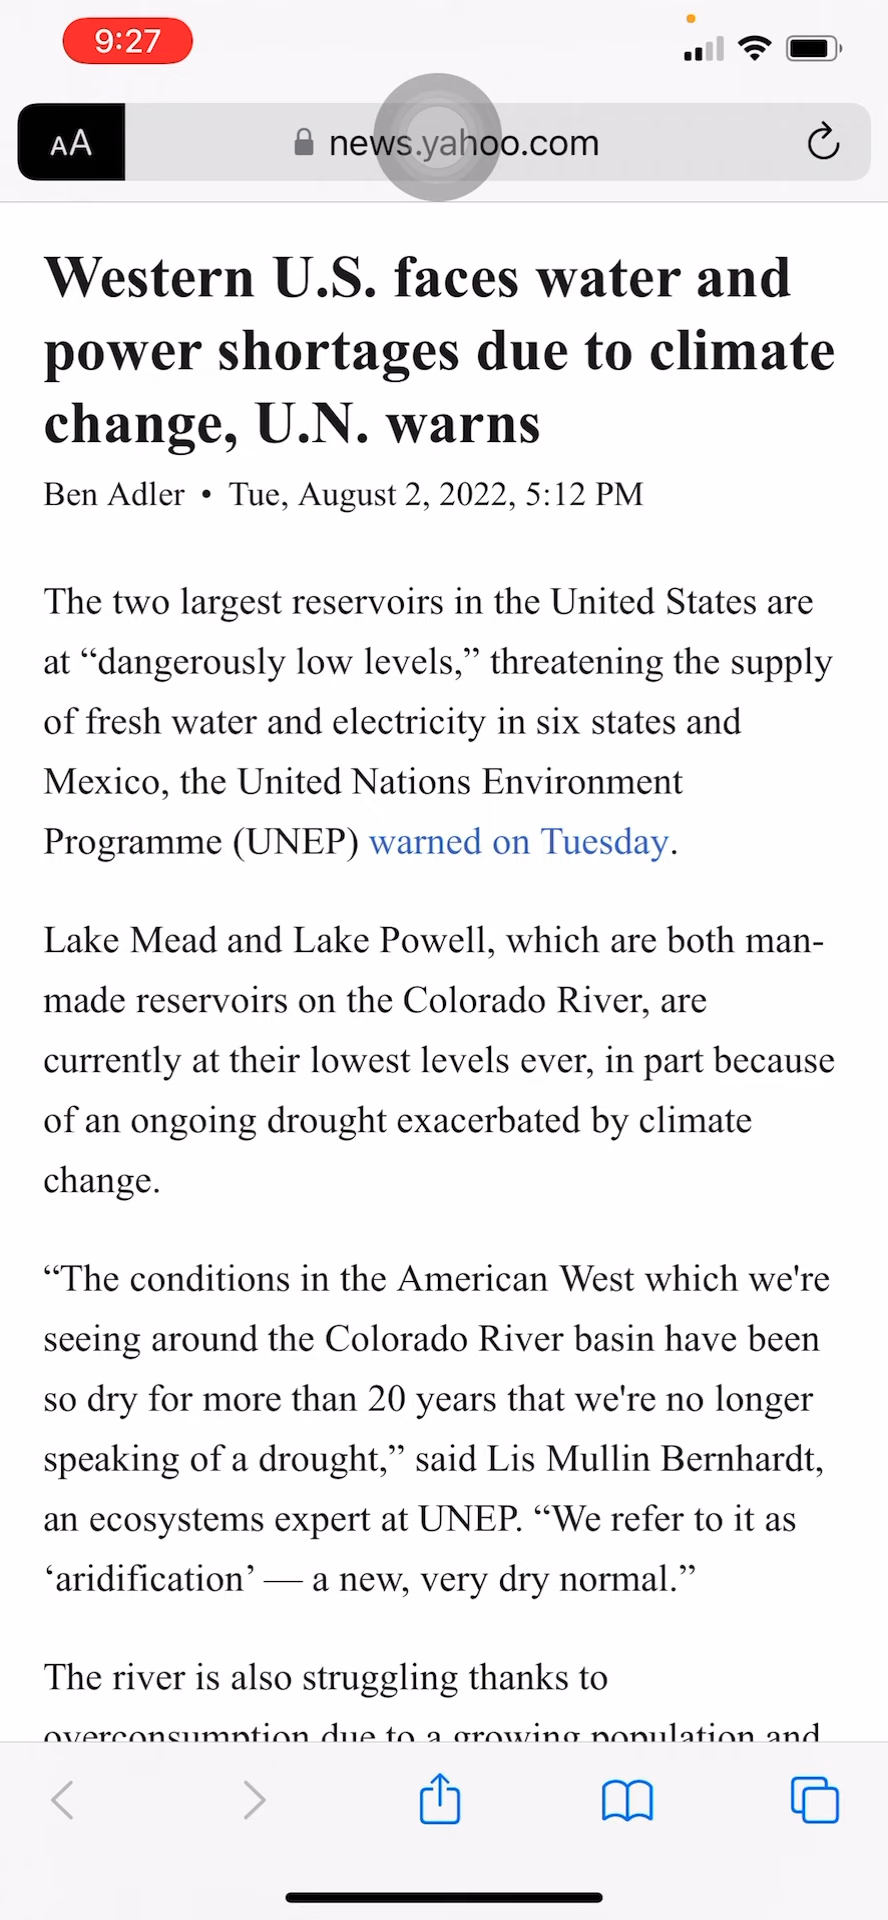 9:27
AA
news.yahoo.com
Western U.S. faces water and
power shortages due to climate
change, U.N. warns
Ben Adler • Tue, August 2, 2022, 5:12 PM
The two largest reservoirs in the United States are
at “dangerously low levels,” threatening the supply
of fresh water and electricity in six states and
Mexico, the United Nations Environment
Programme (UNEP) warned on Tuesday.
Lake Mead and Lake Powell, which are both man-
made reservoirs on the Colorado River, are
currently at their lowest levels ever, in part because
of an ongoing drought exacerbated by climate
change.
“The conditions in the American West which we're
seeing around the Colorado River basin have been
so dry for more than 20 years that we're no longer
speaking of a drought,” said Lis Mullin Bernhardt,
an ecosystems expert at UNEP. “We refer to it as
‘aridification’ — a new, very dry normal.”
The river is also struggling thanks to
overconsumption due to a growing population and